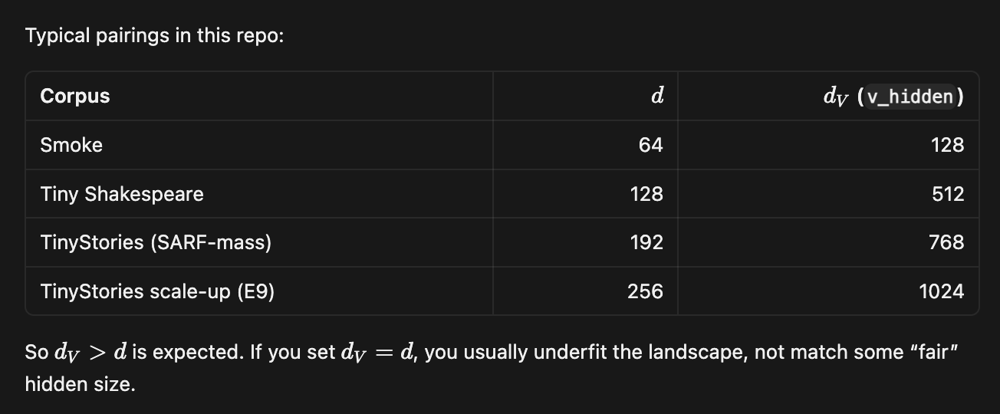 Typical pairings in this repo:
Corpus d d_V (v_hidden)
Smoke 64 128
Tiny Shakespeare 128 512
TinyStories (SARF-mass) 192 768
TinyStories scale-up (E9) 256 1024
So d_V > d is expected. If you set d_V = d, you usually underfit the landscape, not match some “fair”
hidden size.